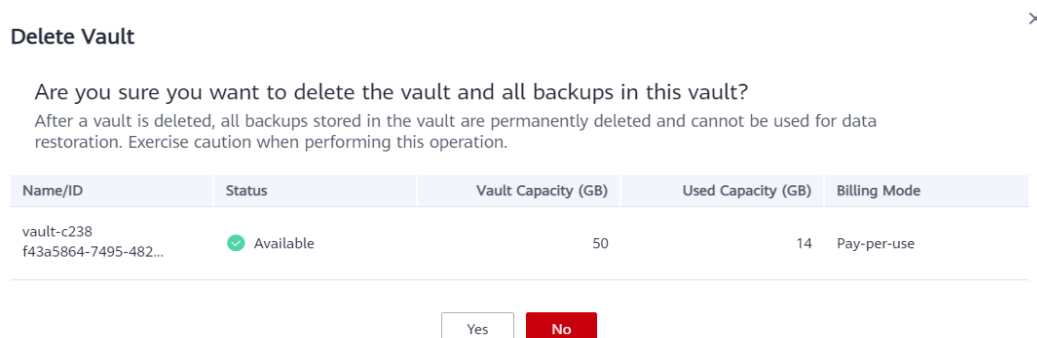 Delete Vault
Are you sure you want to delete the vault and all backups in this vault?
After a vault is deleted, all backups stored in the vault are permanently deleted and cannot be used for data
restoration. Exercise caution when performing this operation.
Name/ID Status Vault Capacity (GB) Used Capacity (GB) Billing Mode
vault-c238
f43a5864-7495-482...
Available 50 14 Pay-per-use
Yes No